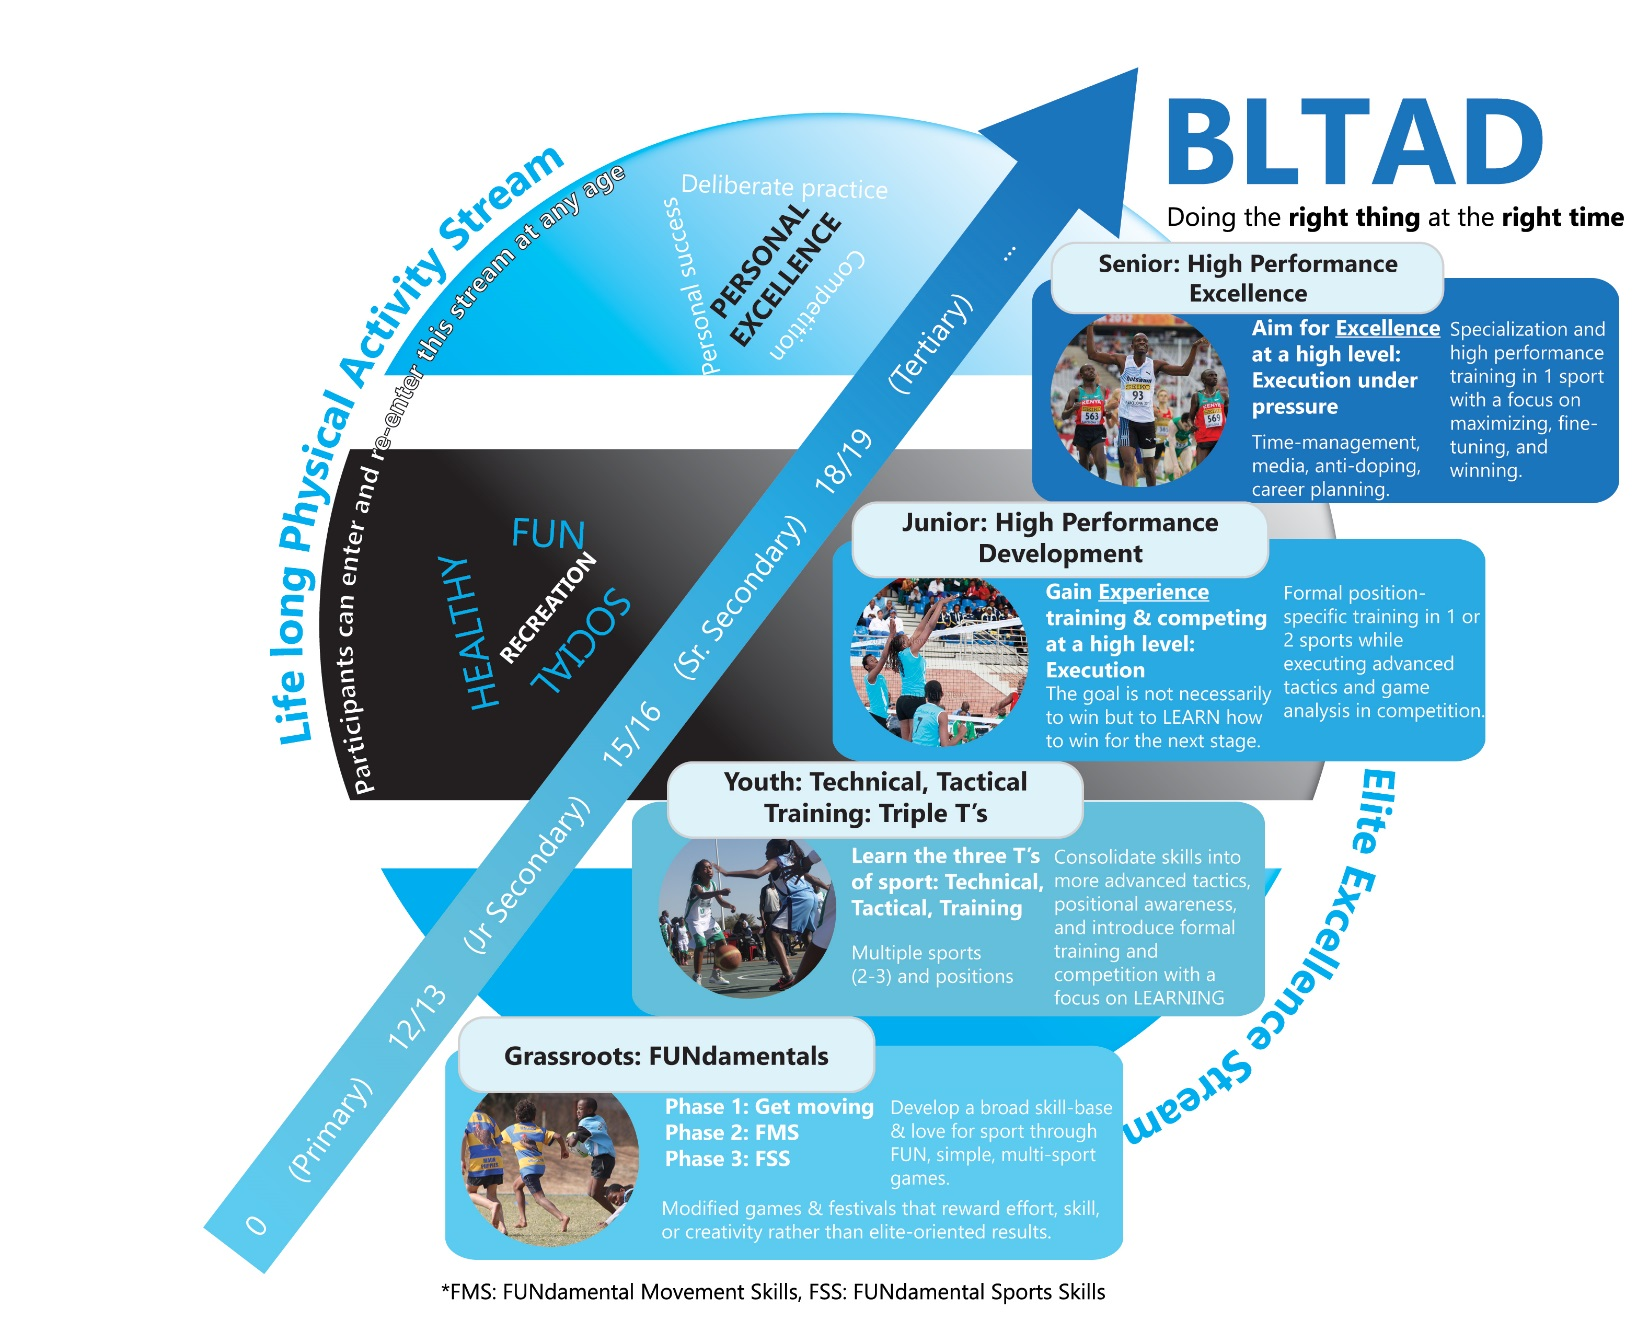 BLTAD
Doing the right thing at the right time
Life long Physical Activity Stream
Participants can enter and re-enter this stream at any age
Deliberate practice
Personal success
PERSONAL
EXCELLENCE
Competition
FUN
HEALTHY
RECREATION
SOCIAL
0
(Primary)
12/13
(Jr Secondary)
15/16
(Sr. Secondary)
18/19
(Tertiary)
...
Senior: High Performance
Excellence
2012
KENYA
563
Botswana
93
KENYA
569
Aim for Excellence
at a high level:
Execution under
pressure
Time-management,
media, anti-doping,
career planning.
Specialization and
high performance
training in 1 sport
with a focus on
maximizing, fine-
tuning, and
winning.
Junior: High Performance
Development
7
Gain Experience
training & competing
at a high level:
Execution
The goal is not necessarily
to win but to LEARN how
to win for the next stage.
Formal position-
specific training in 1 or
2 sports while
executing advanced
tactics and game
analysis in competition.
Youth: Technical, Tactical
Training: Triple T’s
Learn the three T’s
of sport: Technical,
Tactical, Training
Multiple sports
(2-3) and positions
Consolidate skills into
more advanced tactics,
positional awareness,
and introduce formal
training and
competition with a
focus on LEARNING
Elite Excellence Stream
Grassroots: FUNdamentals
Phase 1: Get moving
Phase 2: FMS
Phase 3: FSS
Develop a broad skill-base
& love for sport through
FUN, simple, multi-sport
games.
Modified games & festivals that reward effort, skill,
or creativity rather than elite-oriented results.
*FMS: FUNdamental Movement Skills, FSS: FUNdamental Sports Skills